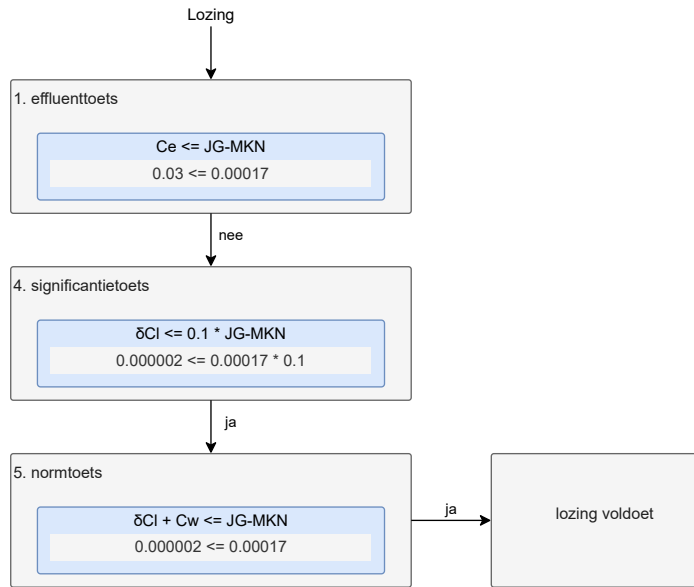 Lozing
1. effluenttoets
Ce <= JG-MKN
0.03 <= 0.00017
nee
4. significantietoets
δCl <= 0.1 * JG-MKN
0.000002 <= 0.00017 * 0.1
ja
5. normtoets
δCl + Cw <= JG-MKN
0.000002 <= 0.00017
ja
lozing voldoet